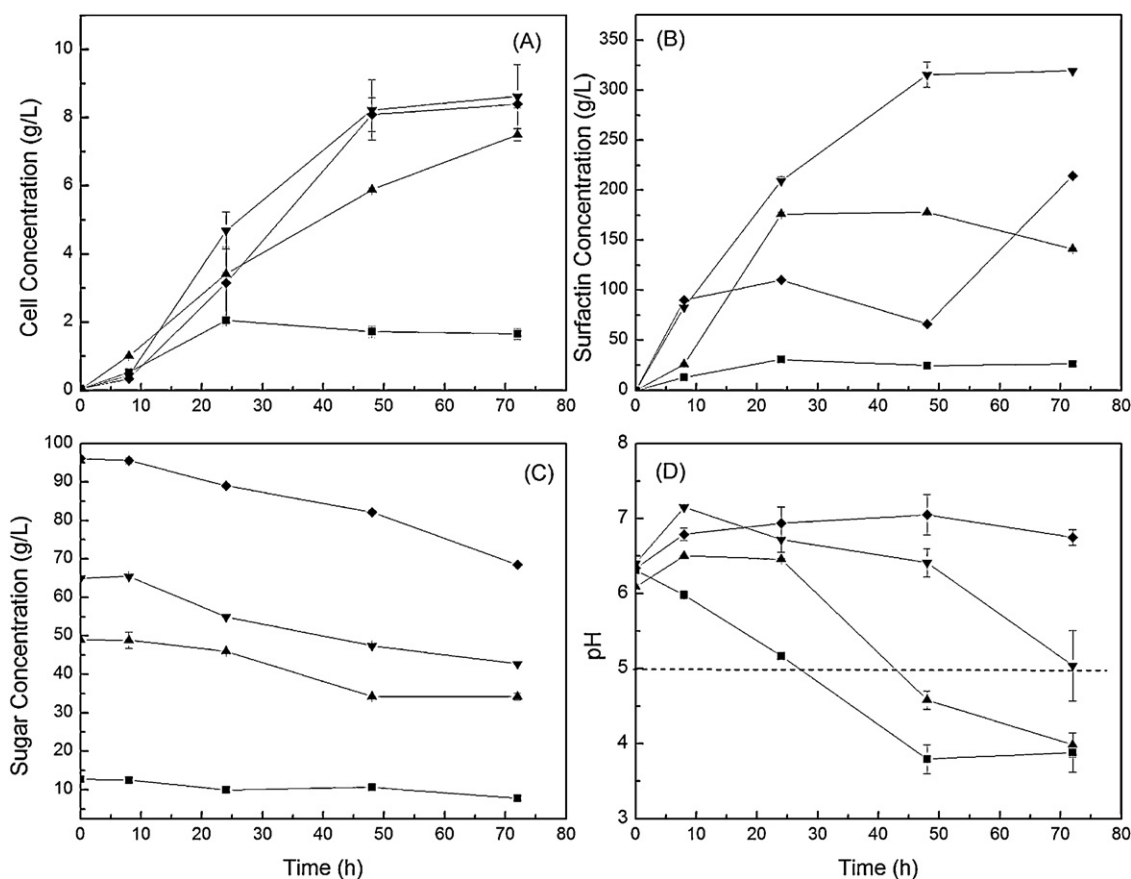 (A)
Cell Concentration (g/L)
10
8
6
4
2
0
0 10 20 30 40 50 60 70 80
(B)
Surfactin Concentration (g/L)
350
300
250
200
150
100
50
0
0 10 20 30 40 50 60 70 80
(C)
Sugar Concentration (g/L)
100
90
80
70
60
50
40
30
20
10
0 10 20 30 40 50 60 70 80
Time (h)
(D)
pH
8
7
6
5
4
3
0 10 20 30 40 50 60 70 80
Time (h)